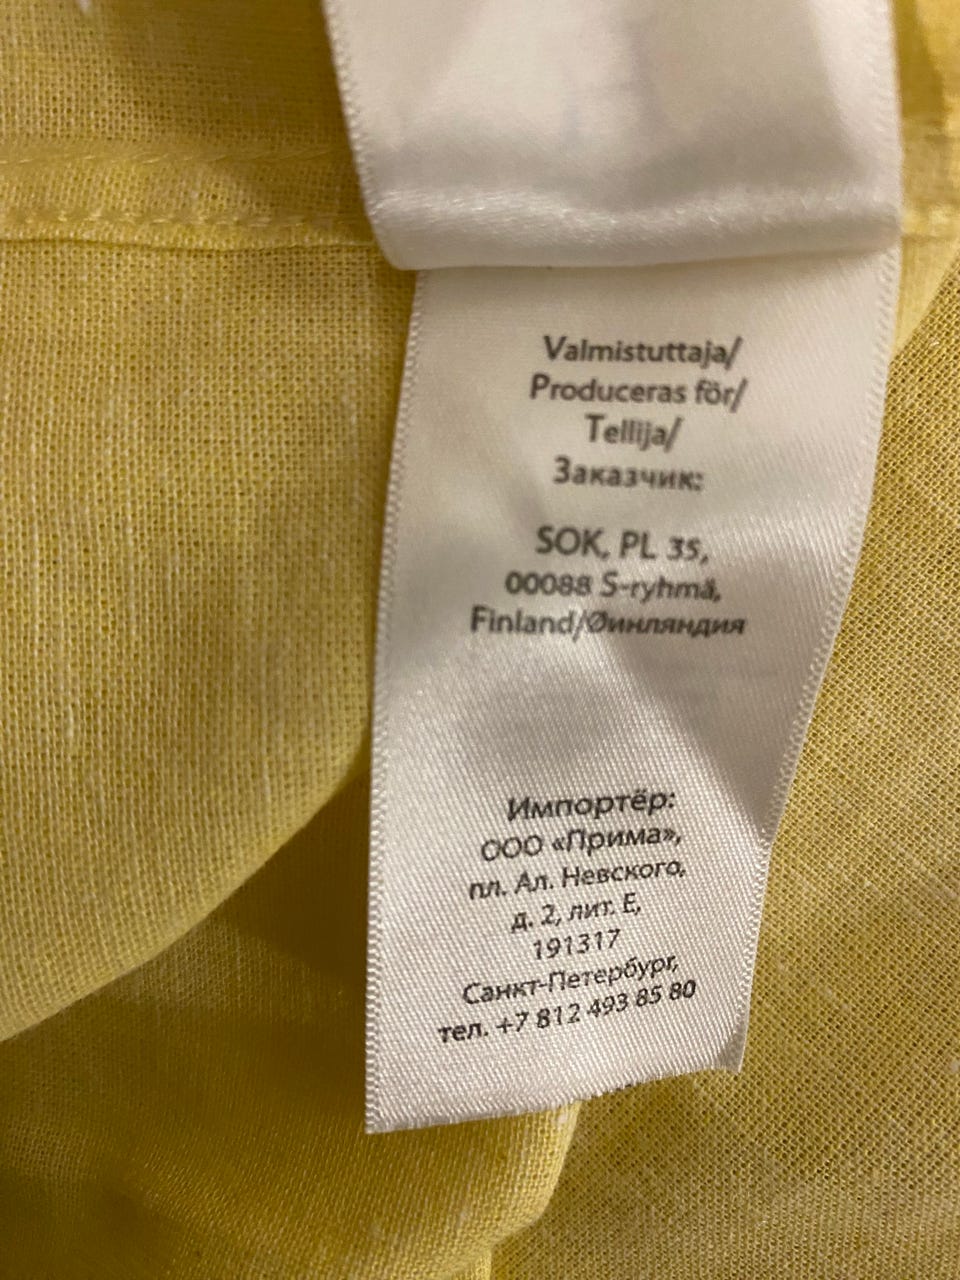 Valmistuttaja/
Produceras för/
Tellija/
Заказчик:
SOK, PL 35,
00088 S-ryhmä,
Finland/Финляндия
Импортёр:
ООО «Прима»,
пл. Ал. Невского,
д. 2, лит. Е,
191317
Санкт-Петербург,
тел. +7 812 493 85 80